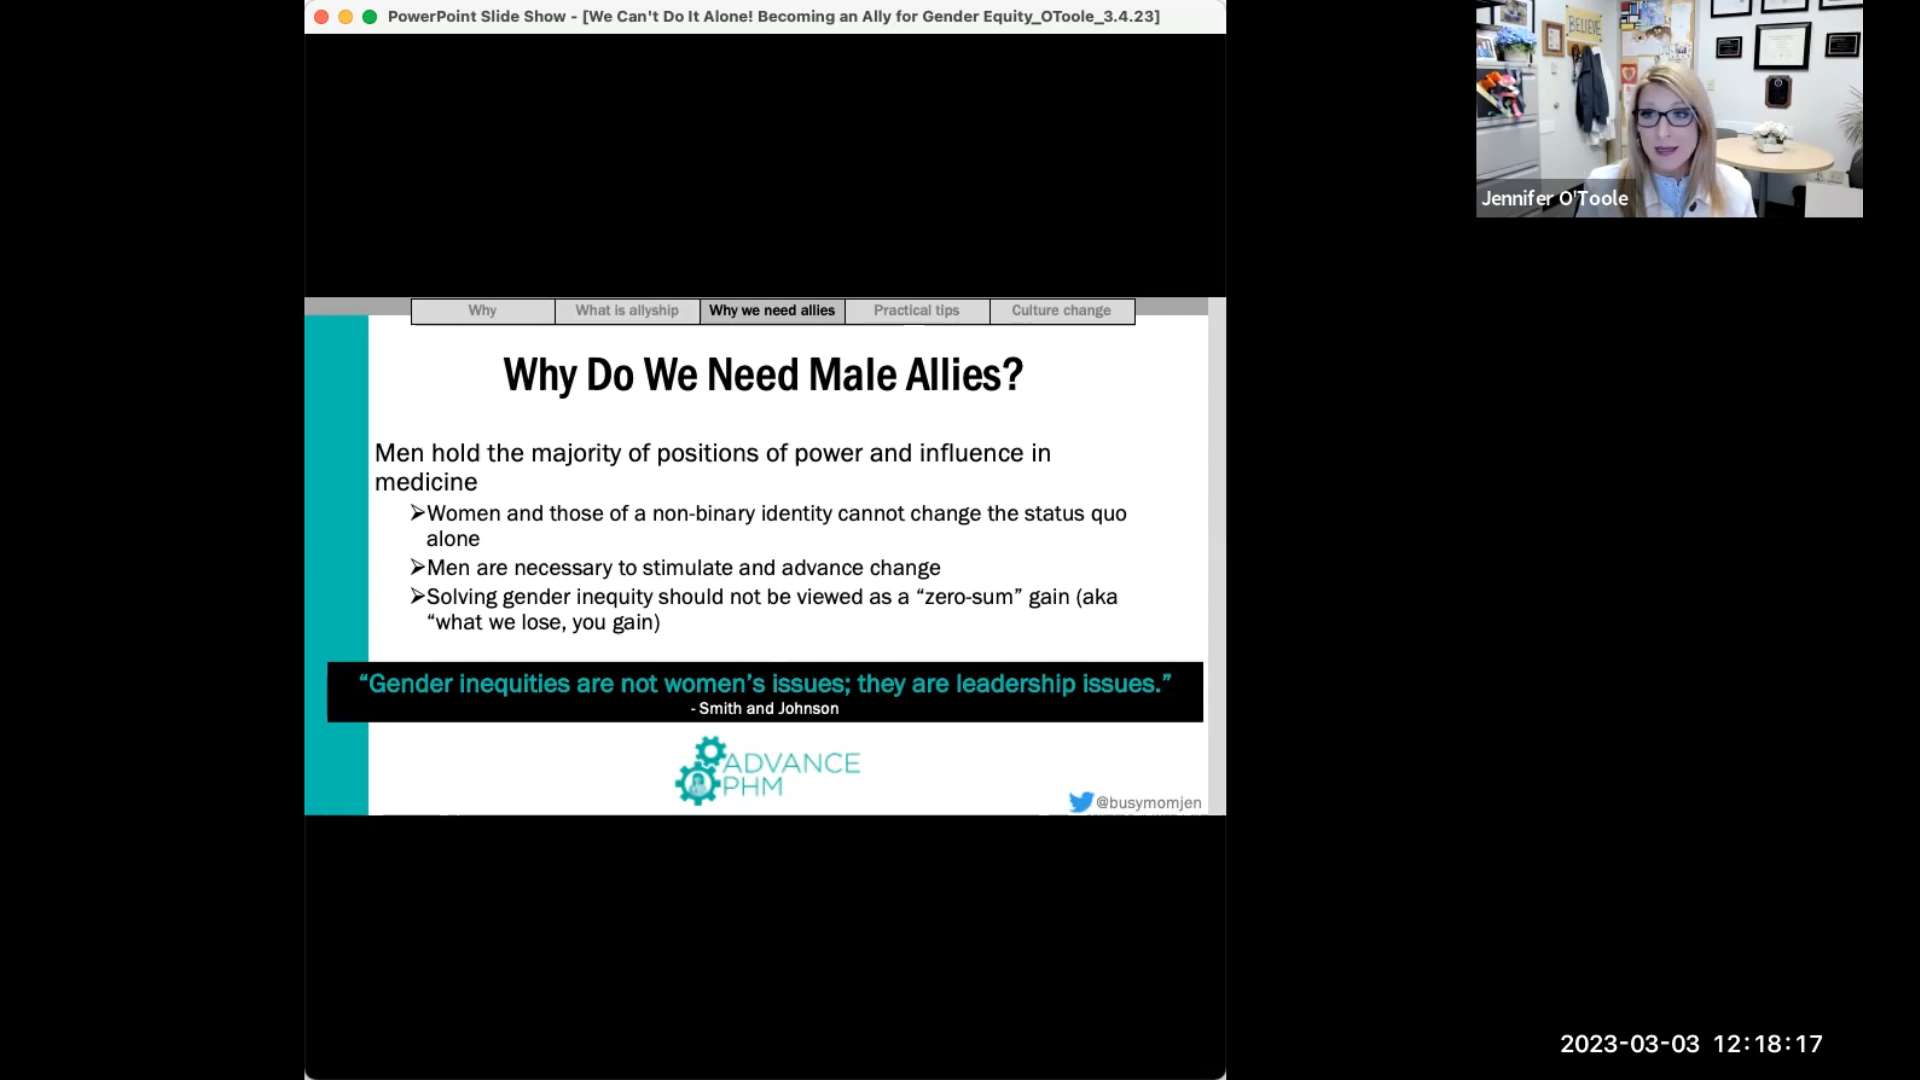 PowerPoint Slide Show - [We Can't Do It Alone! Becoming an Ally for Gender Equity_OToole_3.4.23]
BELIEVE
Jennifer O'Toole
Why
What is allyship
Why we need allies
Practical tips
Culture change
Why Do We Need Male Allies?
Men hold the majority of positions of power and influence in
medicine
➢Women and those of a non-binary identity cannot change the status quo
alone
➢Men are necessary to stimulate and advance change
➢Solving gender inequity should not be viewed as a “zero-sum” gain (aka
“what we lose, you gain)
“Gender inequities are not women’s issues; they are leadership issues.”
- Smith and Johnson
ADVANCE
PHM
@busymomjen
2023-03-03 12:18:17